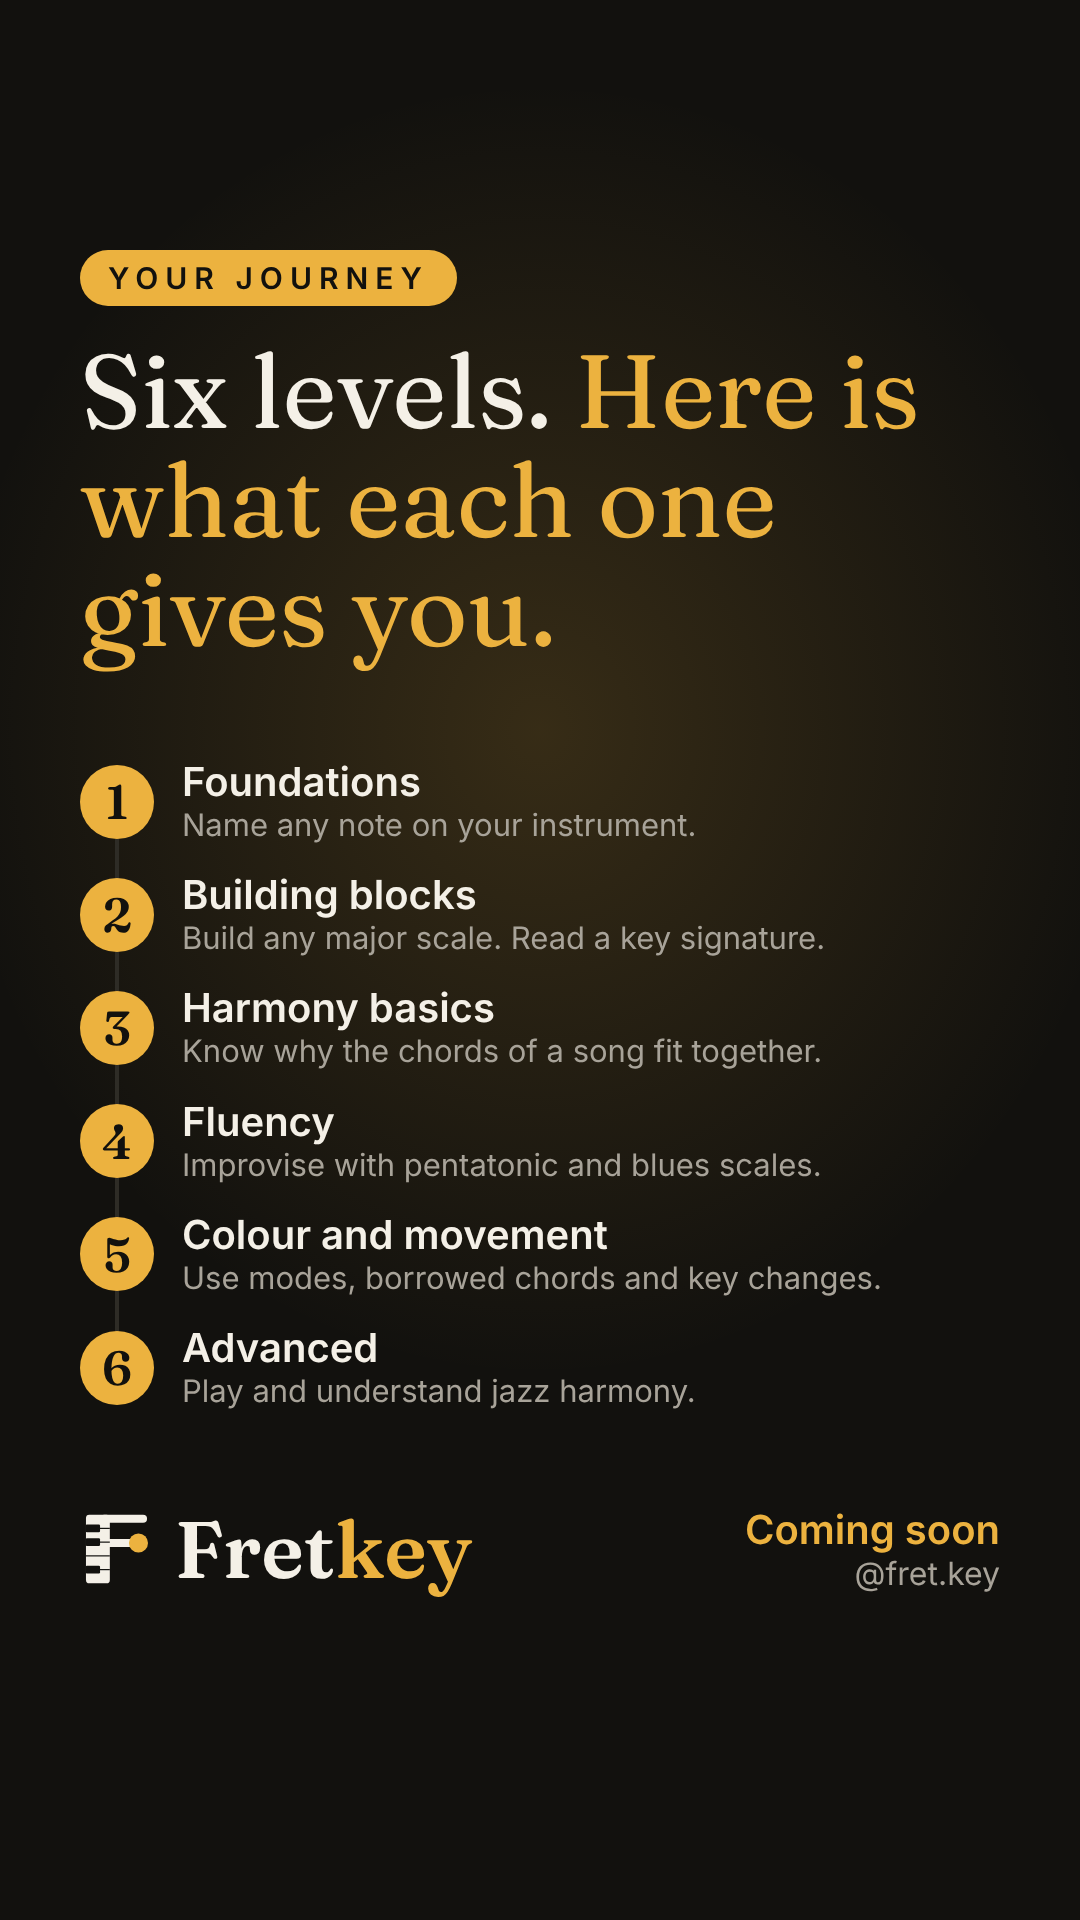 YOUR JOURNEY
Six levels. Here is
what each one
gives you.
1
Foundations
Name any note on your instrument.
2
Building blocks
Build any major scale. Read a key signature.
3
Harmony basics
Know why the chords of a song fit together.
4
Fluency
Improvise with pentatonic and blues scales.
5
Colour and movement
Use modes, borrowed chords and key changes.
6
Advanced
Play and understand jazz harmony.
Fretkey
Coming soon
@fret.key